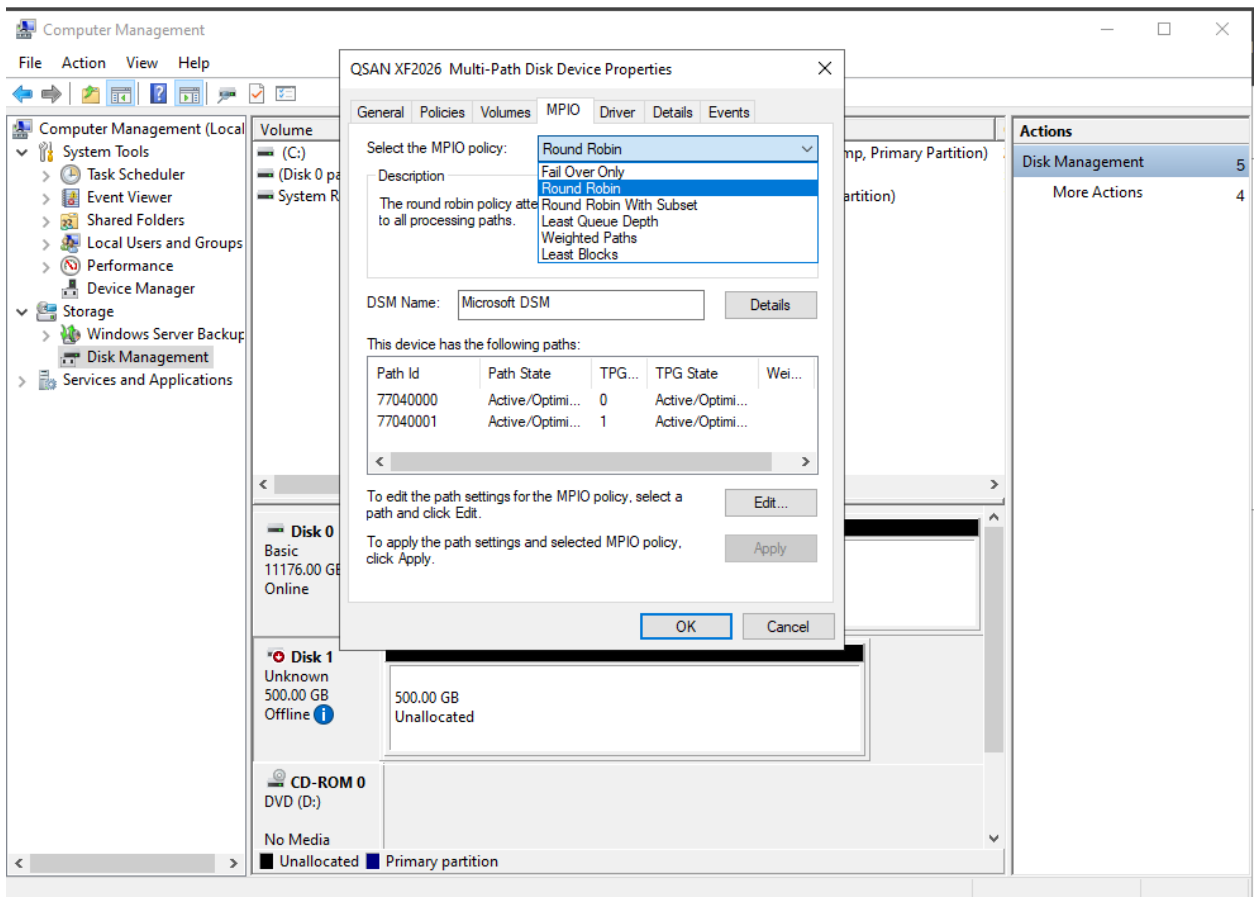 Computer Management
File Action View Help
Computer Management (Local
System Tools
Task Scheduler
Event Viewer
Shared Folders
Local Users and Groups
Performance
Device Manager
Storage
Windows Server Backup
Disk Management
Services and Applications
Volume
(C:)
(Disk 0 pa
System R
mp, Primary Partition)
artition)
QSAN XF2026 Multi-Path Disk Device Properties
General Policies Volumes MPIO Driver Details Events
Select the MPIO policy: Round Robin
Fail Over Only
Round Robin
Round Robin With Subset
Least Queue Depth
Weighted Paths
Least Blocks
Description
The round robin policy atte
to all processing paths.
DSM Name: Microsoft DSM Details
This device has the following paths:
Path Id Path State TPG... TPG State Wei...
77040000 Active/Optimi... 0 Active/Optimi...
77040001 Active/Optimi... 1 Active/Optimi...
To edit the path settings for the MPIO policy, select a
path and click Edit.
Edit...
To apply the path settings and selected MPIO policy,
click Apply.
Apply
OK Cancel
Disk 0
Basic
11176.00 GB
Online
Disk 1
Unknown
500.00 GB
Offline
500.00 GB
Unallocated
CD-ROM 0
DVD (D:)
No Media
Unallocated Primary partition
Actions
Disk Management 5
More Actions 4